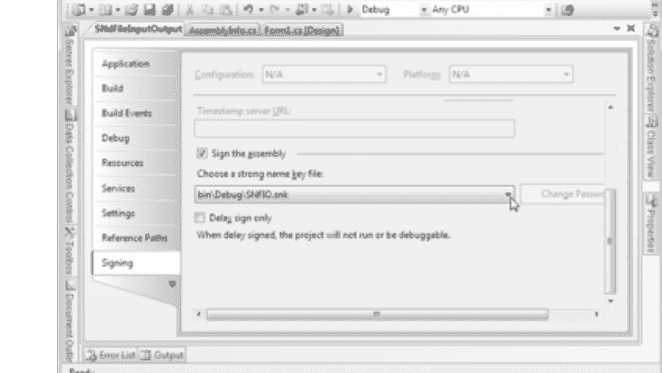 Debug Any CPU
SNdFileInputOutput AssemblyInfo.cs Form1.cs [Design]
Server Explorer
Data Collection Control
Toolbox
Document Outl
Application
Build
Build Events
Debug
Resources
Services
Settings
Reference Paths
Signing
Configuration: N/A Platform: N/A
Timestamp server URL:
Sign the assembly
Choose a strong name key file:
bin\Debug\SNFIO.snk Change Passwo
Delay sign only
When delay signed, the project will not run or be debuggable.
Solution Explorer
Class View
Properties
Error List Output
Ready